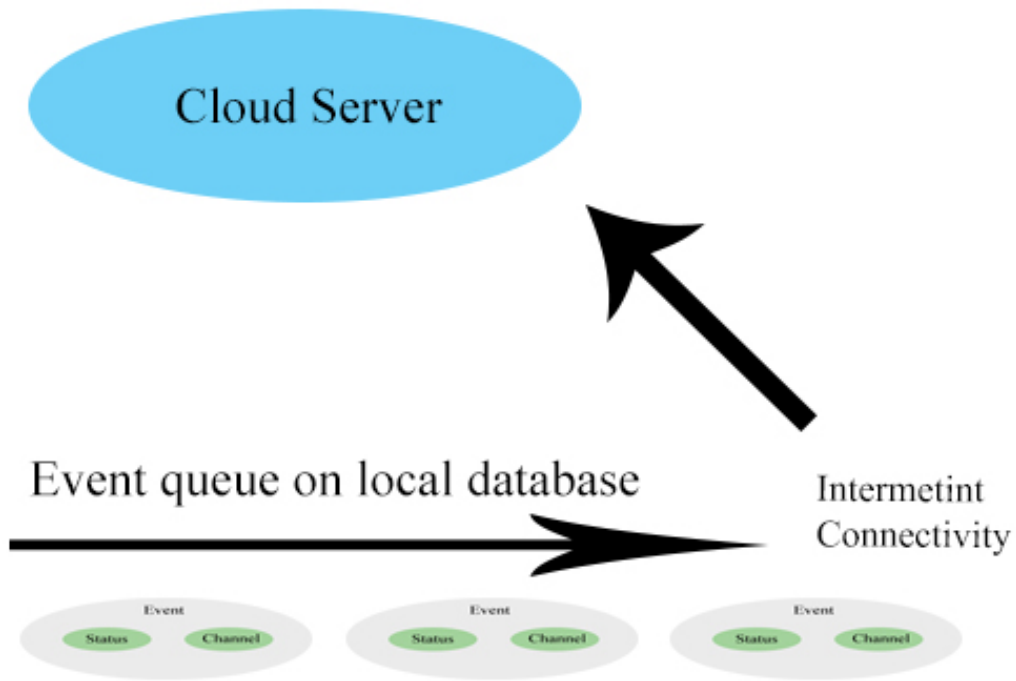 Cloud Server
Event queue on local database
Intermetint
Connectivity
Event
Status Channel
Event
Status Channel
Event
Status Channel